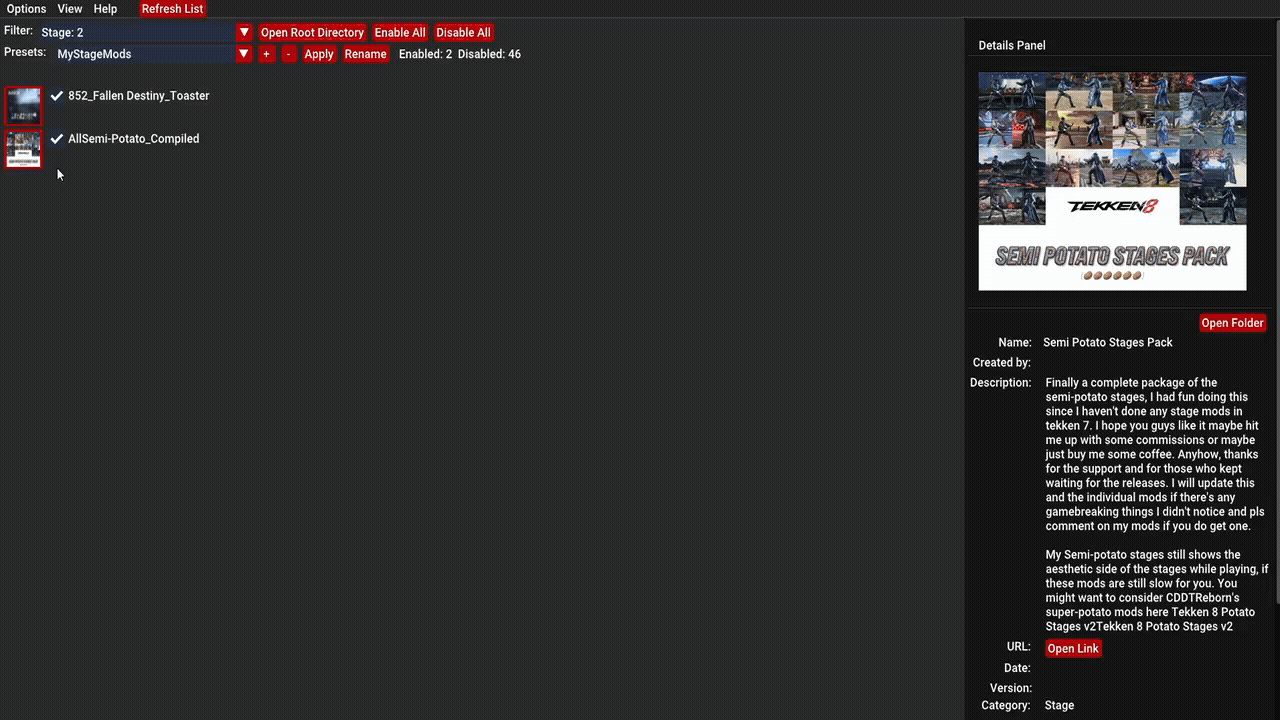 Options View Help Refresh List
Filter: Stage: 2 Open Root Directory Enable All Disable All
Presets: MyStageMods + - Apply Rename Enabled: 2 Disabled: 46
852_Fallen Destiny_Toaster
AllSemi-Potato_Compiled
Details Panel
TEKKEN 8
SEMI POTATO STAGES PACK
Open Folder
Name: Semi Potato Stages Pack
Created by:
Description: Finally a complete package of the
semi-potato stages, I had fun doing this
since I haven't done any stage mods in
tekken 7. I hope you guys like it maybe hit
me up with some commissions or maybe
just buy me some coffee. Anyhow, thanks
for the support and for those who kept
waiting for the releases. I will update this
and the individual mods if there's any
gamebreaking things I didn't notice and pls
comment on my mods if you do get one.
My Semi-potato stages still shows the
aesthetic side of the stages while playing, if
these mods are still slow for you. You
might want to consider CDDTReborn's
super-potato mods here Tekken 8 Potato
Stages v2Tekken 8 Potato Stages v2
URL: Open Link
Date:
Version:
Category: Stage